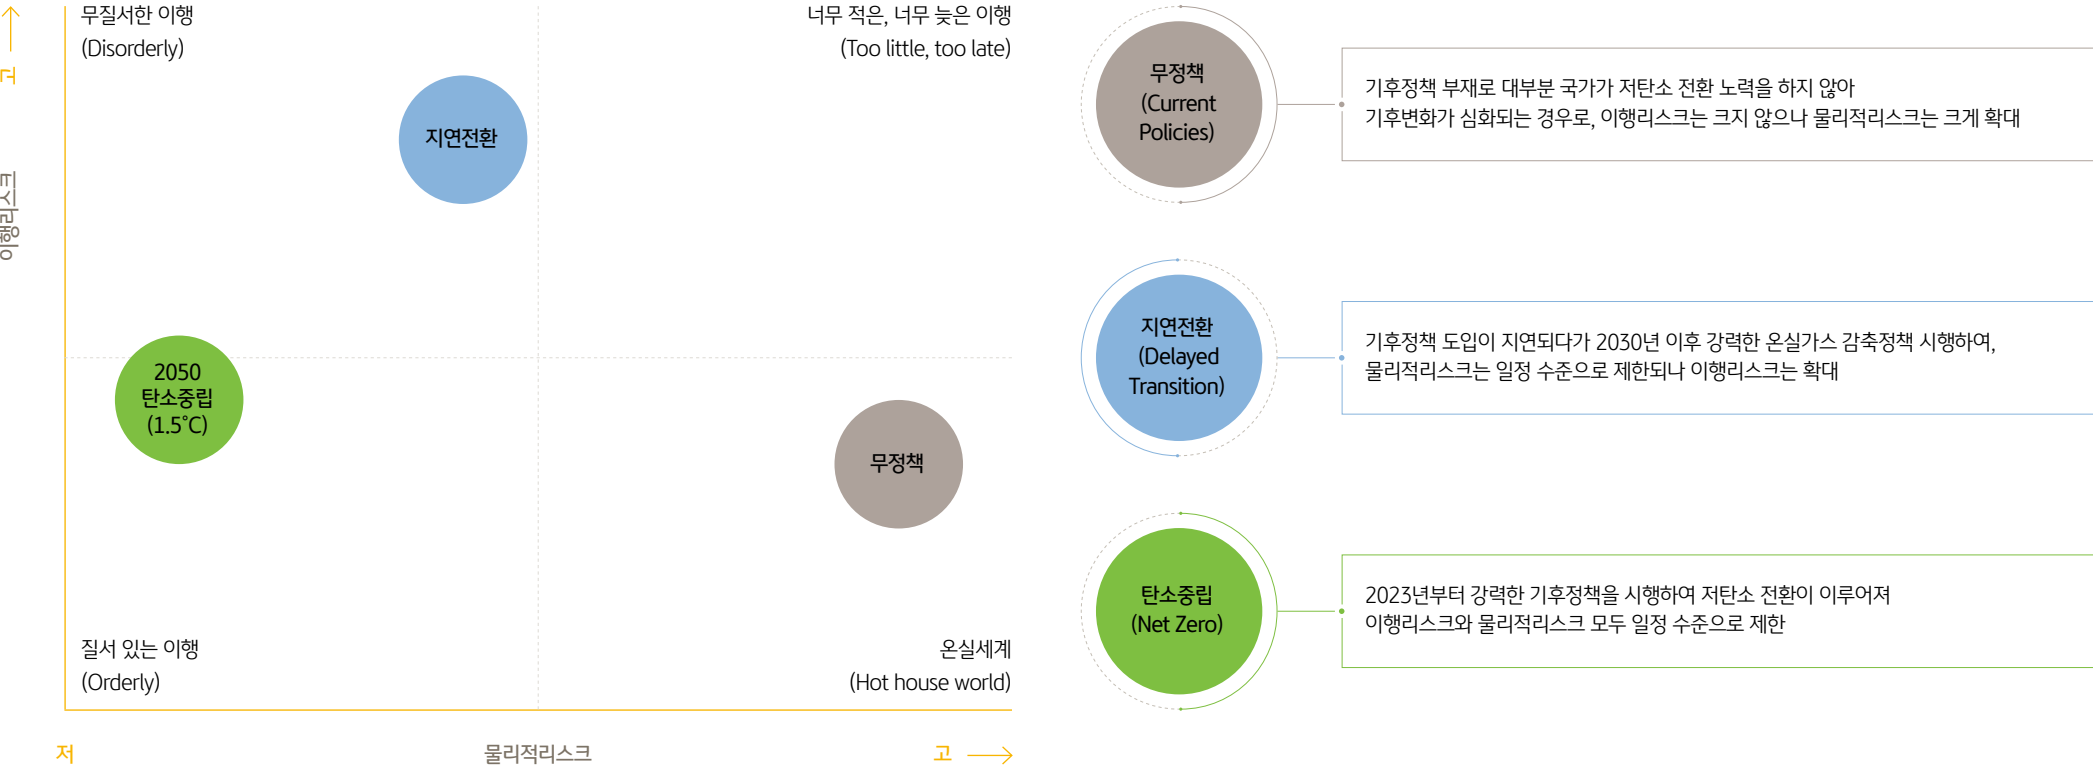 고
이행리스크
무질서한 이행
(Disorderly)
너무 적은, 너무 늦은 이행
(Too little, too late)
지연전환
2050
탄소중립
(1.5˚C)
무정책
질서 있는 이행
(Orderly)
온실세계
(Hot house world)
저
물리적리스크
고
무정책
(Current
Policies)
기후정책 부재로 대부분 국가가 저탄소 전환 노력을 하지 않아
기후변화가 심화되는 경우로, 이행리스크는 크지 않으나 물리적리스크는 크게 확대
지연전환
(Delayed
Transition)
기후정책 도입이 지연되다가 2030년 이후 강력한 온실가스 감축정책 시행하여,
물리적리스크는 일정 수준으로 제한되나 이행리스크는 확대
탄소중립
(Net Zero)
2023년부터 강력한 기후정책을 시행하여 저탄소 전환이 이루어져
이행리스크와 물리적리스크 모두 일정 수준으로 제한